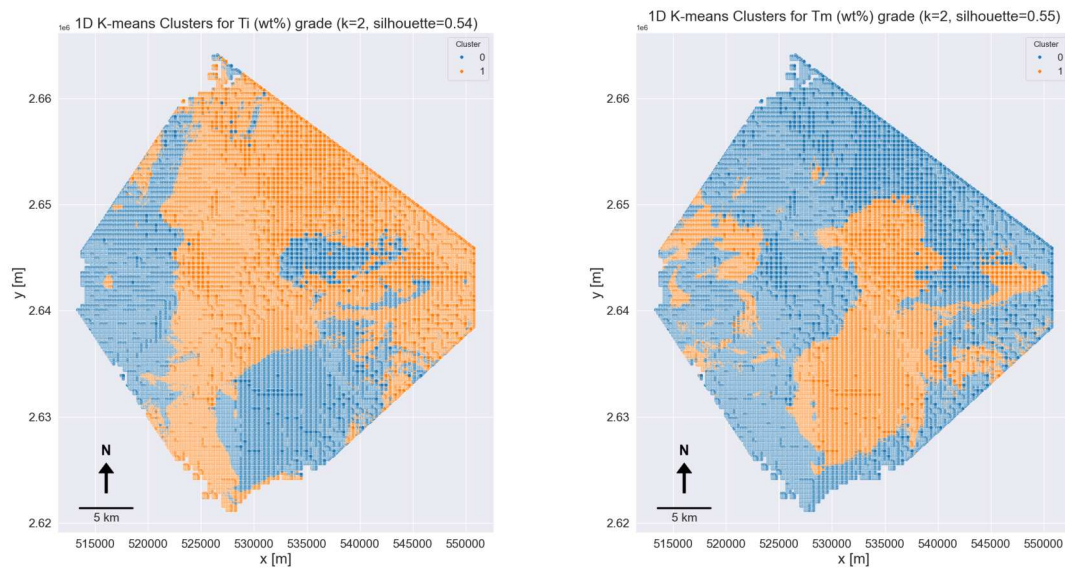 1D K-means Clusters for Ti (wt%) grade (k=2, silhouette=0.54)
1e6
Cluster
0
1
2.66
2.65
2.64
2.63
2.62
y [m]
N
5 km
515000 520000 525000 530000 535000 540000 545000 550000
x [m]
1D K-means Clusters for Tm (wt%) grade (k=2, silhouette=0.55)
1e6
Cluster
0
1
2.66
2.65
2.64
2.63
2.62
y [m]
N
5 km
515000 520000 525000 530000 535000 540000 545000 550000
x [m]